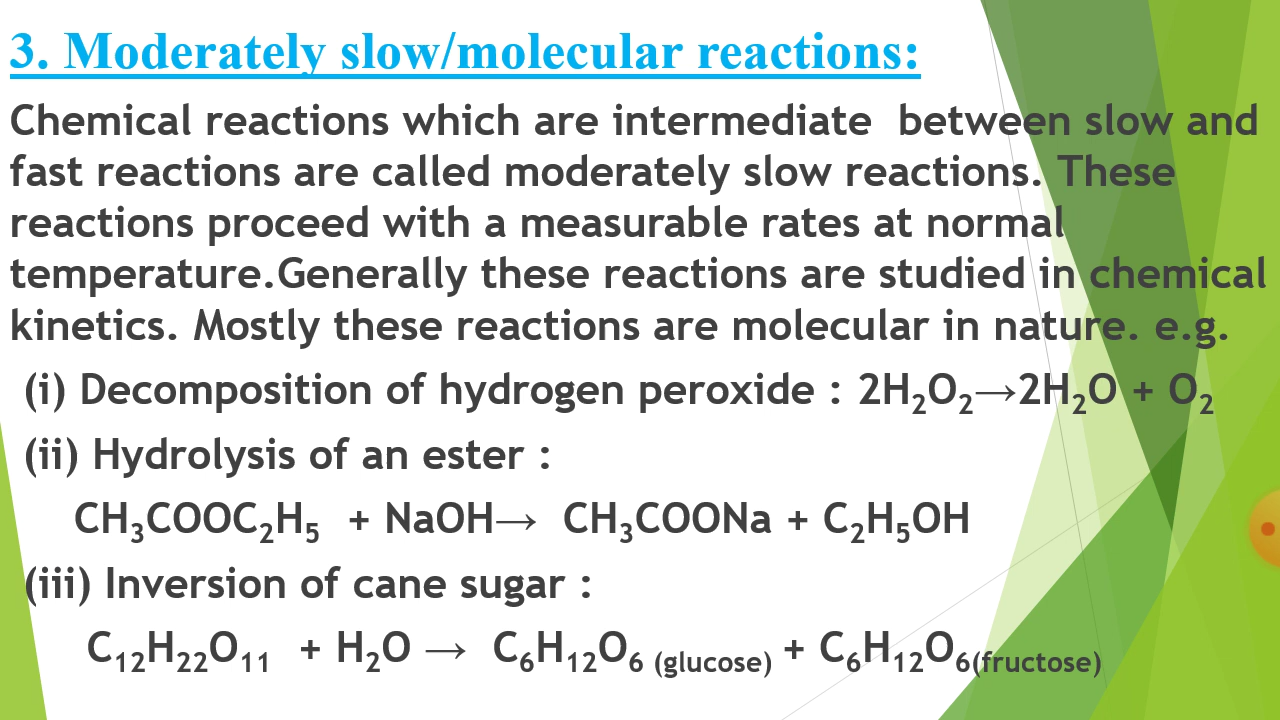 3. Moderately slow/molecular reactions:
Chemical reactions which are intermediate  between slow and
fast reactions are called moderately slow reactions. These
reactions proceed with a measurable rates at normal
temperature.Generally these reactions are studied in chemical
kinetics. Mostly these reactions are molecular in nature. e.g.
(i) Decomposition of hydrogen peroxide : 2H₂O₂→2H₂O + O₂
(ii) Hydrolysis of an ester :
CH₃COOC₂H₅  + NaOH→  CH₃COONa + C₂H₅OH
(iii) Inversion of cane sugar :
C₁₂H₂₂O₁₁  + H₂O →  C₆H₁₂O₆ (glucose) + C₆H₁₂O₆(fructose)